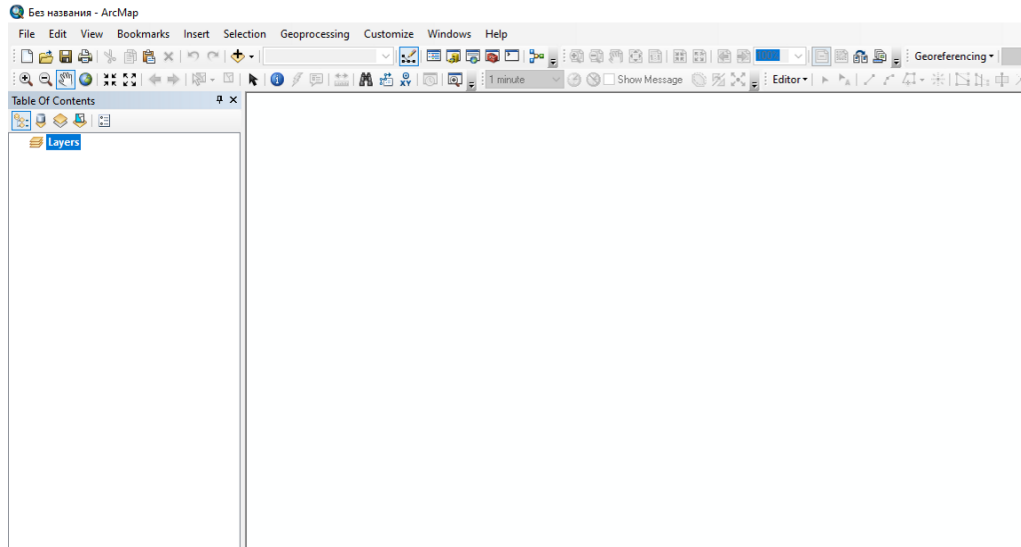 Без названия - ArcMap
File Edit View Bookmarks Insert Selection Geoprocessing Customize Windows Help
Georeferencing
1 minute Show Message Editor
Table Of Contents
Layers